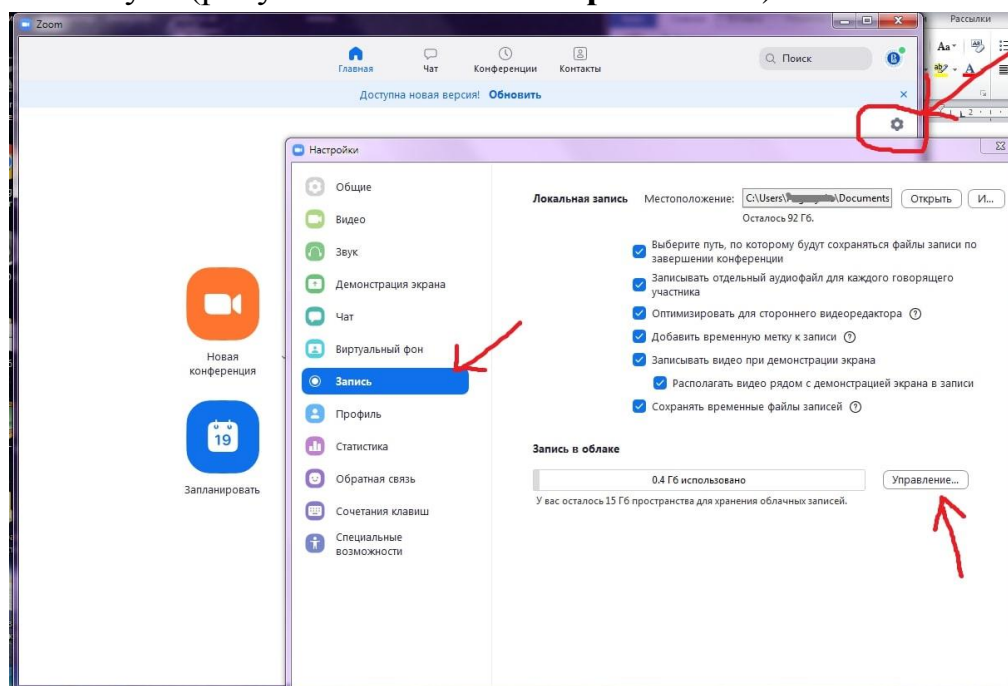 Zoom
Рассылки
Главная
Чат
Конференции
Контакты
Поиск
Доступна новая версия! Обновить
Настройки
Общие
Видео
Звук
Демонстрация экрана
Чат
Виртуальный фон
Запись
Профиль
Статистика
Обратная связь
Сочетания клавиш
Специальные
возможности
Новая
конференция
19
Запланировать
Локальная запись Местоположение: C:\Users\ \Documents Открыть И...
Осталось 92 Гб.
Выберите путь, по которому будут сохраняться файлы записи по
завершении конференции
Записывать отдельный аудиофайл для каждого говорящего
участника
Оптимизировать для стороннего видеоредактора
Добавить временную метку к записи
Записывать видео при демонстрации экрана
Располагать видео рядом с демонстрацией экрана в записи
Сохранять временные файлы записей
Запись в облаке
0.4 Гб использовано Управление...
У вас осталось 15 Гб пространства для хранения облачных записей.